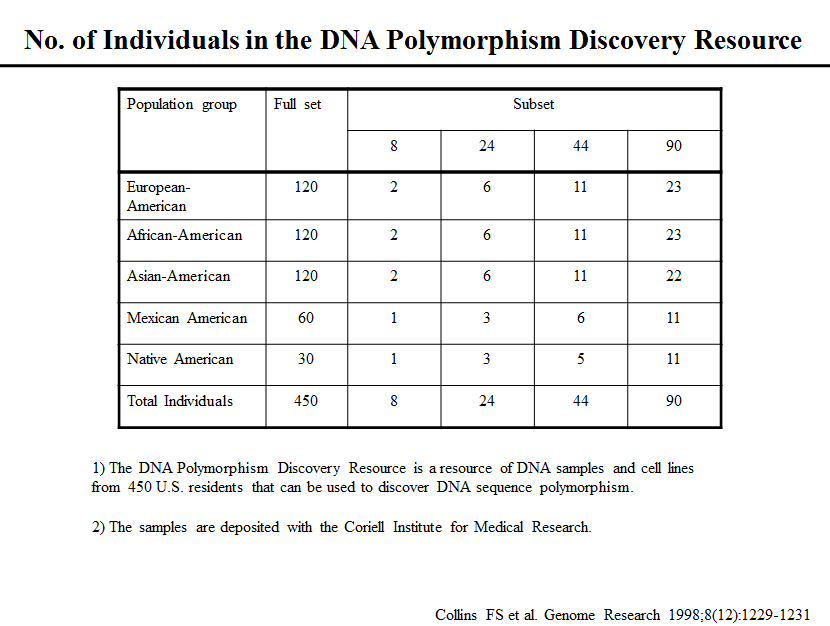 No. of Individuals in the DNA Polymorphism Discovery Resource
Population group Full set Subset
8 24 44 90
European-
American 120 2 6 11 23
African-American 120 2 6 11 23
Asian-American 120 2 6 11 22
Mexican American 60 1 3 6 11
Native American 30 1 3 5 11
Total Individuals 450 8 24 44 90
1) The DNA Polymorphism Discovery Resource is a resource of DNA samples and cell lines
from 450 U.S. residents that can be used to discover DNA sequence polymorphism.
2) The samples are deposited with the Coriell Institute for Medical Research.
Collins FS et al. Genome Research 1998;8(12):1229-1231